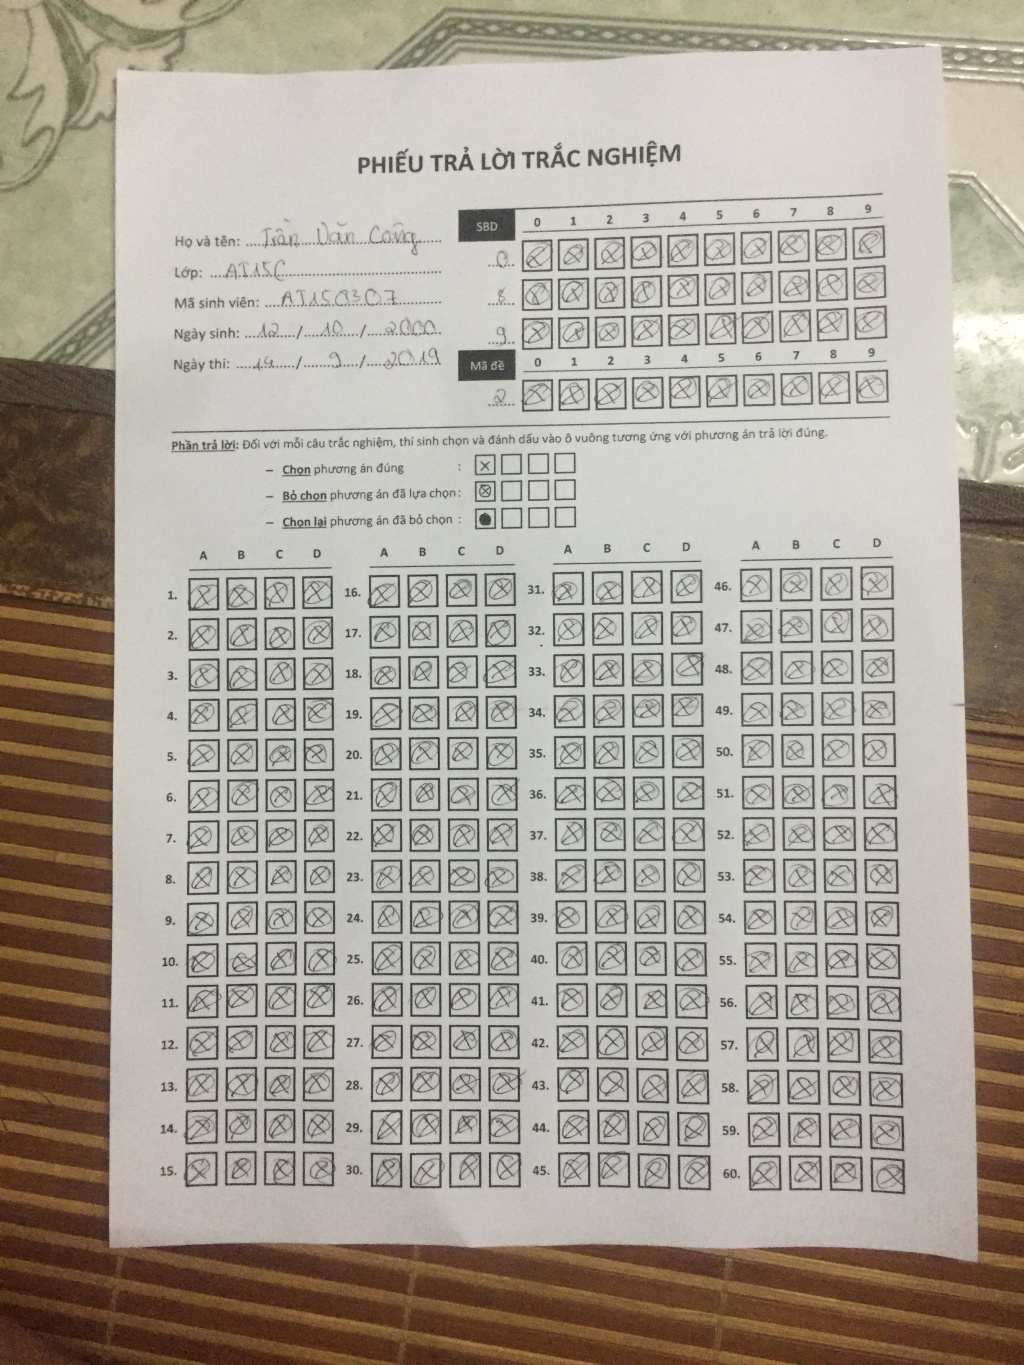 PHIẾU TRẢ LỜI TRẮC NGHIỆM
Họ và tên: Trần Văn Công
Lớp: AT15C
Mã sinh viên: AT150307
Ngày sinh: 12 / 10 / 2000
Ngày thi: 14 / 9 / 2019
SBD 0 1 2 3 4 5 6 7 8 9
0
8
9
Mã đề 0 1 2 3 4 5 6 7 8 9
2
Phần trả lời: Đối với mỗi câu trắc nghiệm, thí sinh chọn và đánh dấu vào ô vuông tương ứng với phương án trả lời đúng.
– Chọn phương án đúng :
– Bỏ chọn phương án đã lựa chọn :
– Chọn lại phương án đã bỏ chọn :
A B C D A B C D A B C D A B C D
1. 16. 31. 46.
2. 17. 32. 47.
3. 18. 33. 48.
4. 19. 34. 49.
5. 20. 35. 50.
6. 21. 36. 51.
7. 22. 37. 52.
8. 23. 38. 53.
9. 24. 39. 54.
10. 25. 40. 55.
11. 26. 41. 56.
12. 27. 42. 57.
13. 28. 43. 58.
14. 29. 44. 59.
15. 30. 45. 60.